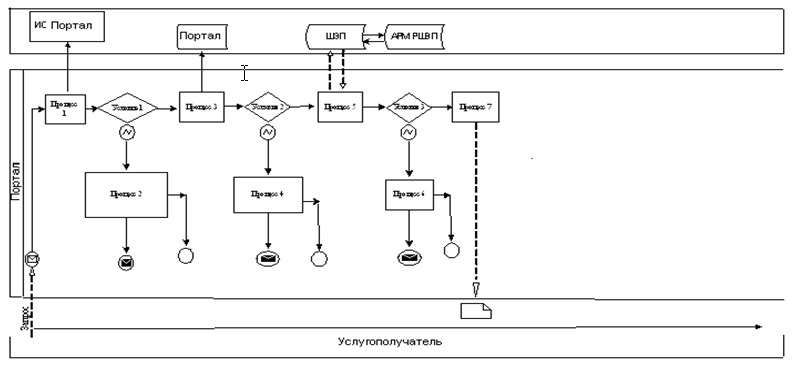 ИС Портал
Портал
ШЭП
АРМ РШЭП
Процесс 1
Условие 1
Процесс 3
Условие 2
Процесс 5
Условие 3
Процесс 7
Процесс 2
Процесс 4
Процесс 6
Портал
Запрос
Услугополучатель